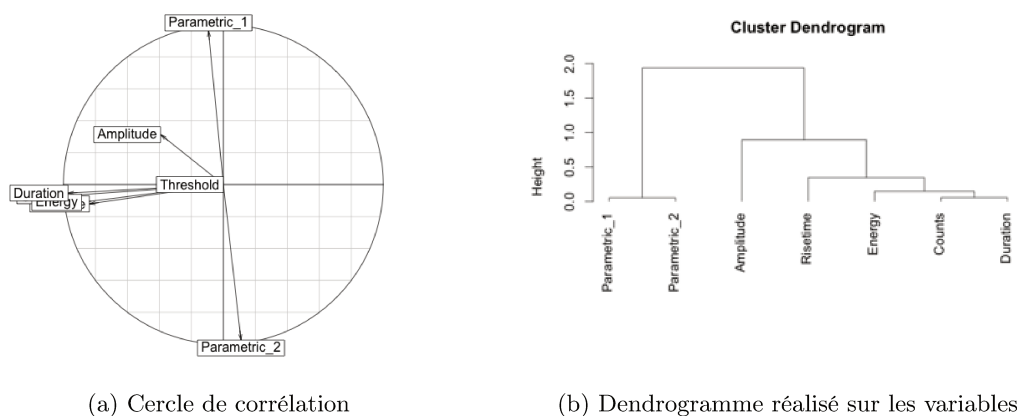 Parametric_1
Amplitude
Threshold
Duration
Energy
Parametric_2
(a) Cercle de corrélation
Cluster Dendrogram
Height
2.0
1.5
1.0
0.5
0.0
Parametric_1
Parametric_2
Amplitude
Risetime
Energy
Counts
Duration
(b) Dendrogramme réalisé sur les variables